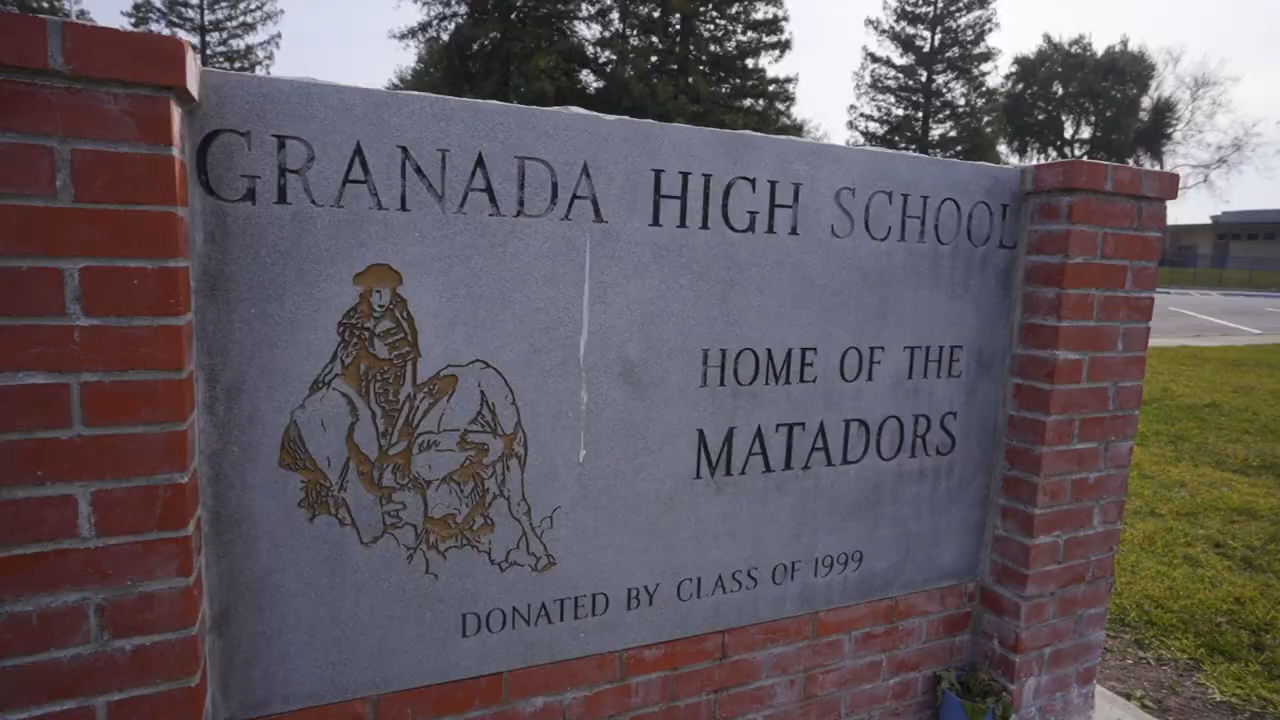 GRANADA HIGH SCHOOL
HOME OF THE
MATADORS
DONATED BY CLASS OF 1999